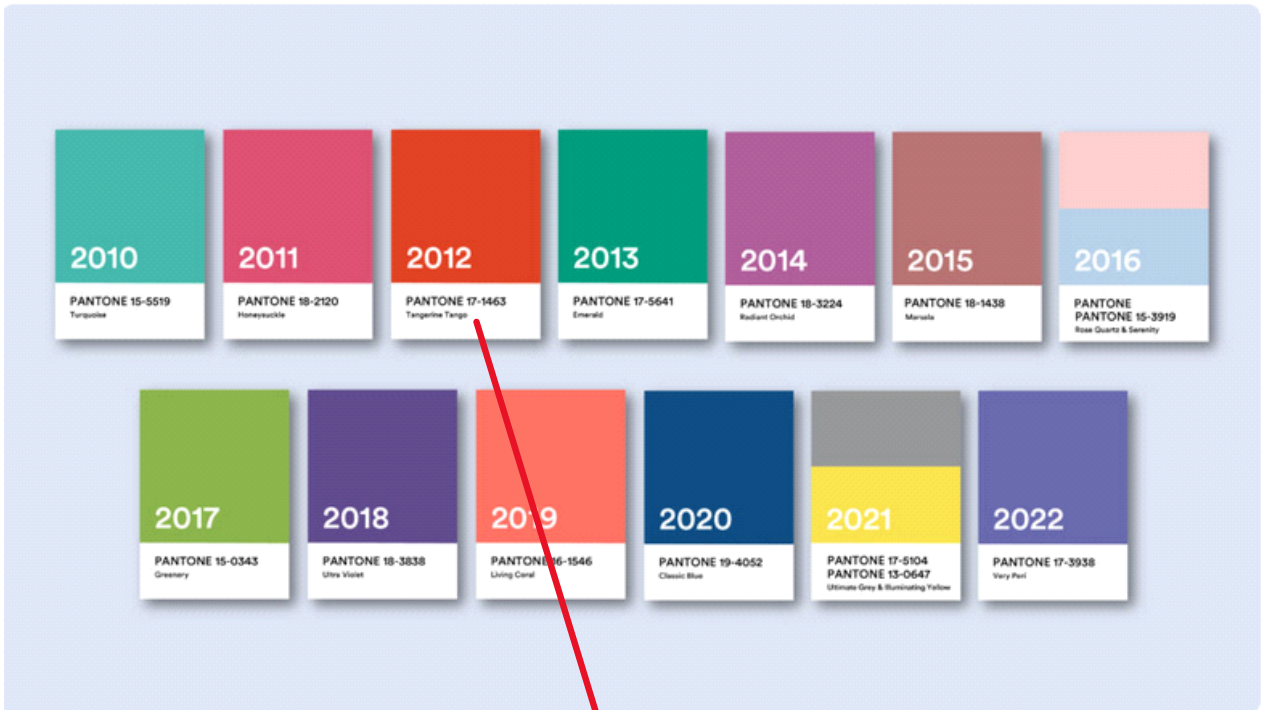 2010
PANTONE 15-5519
Turquoise
2011
PANTONE 18-2120
Honeysuckle
2012
PANTONE 17-1463
Tangerine Tango
2013
PANTONE 17-5641
Emerald
2014
PANTONE 18-3224
Radiant Orchid
2015
PANTONE 18-1438
Marsala
2016
PANTONE
PANTONE 15-3919
Rose Quartz & Serenity
2017
PANTONE 15-0343
Greenery
2018
PANTONE 18-3838
Ultra Violet
2019
PANTONE 16-1546
Living Coral
2020
PANTONE 19-4052
Classic Blue
2021
PANTONE 17-5104
PANTONE 13-0647
Ultimate Grey & Illuminating Yellow
2022
PANTONE 17-3938
Very Peri